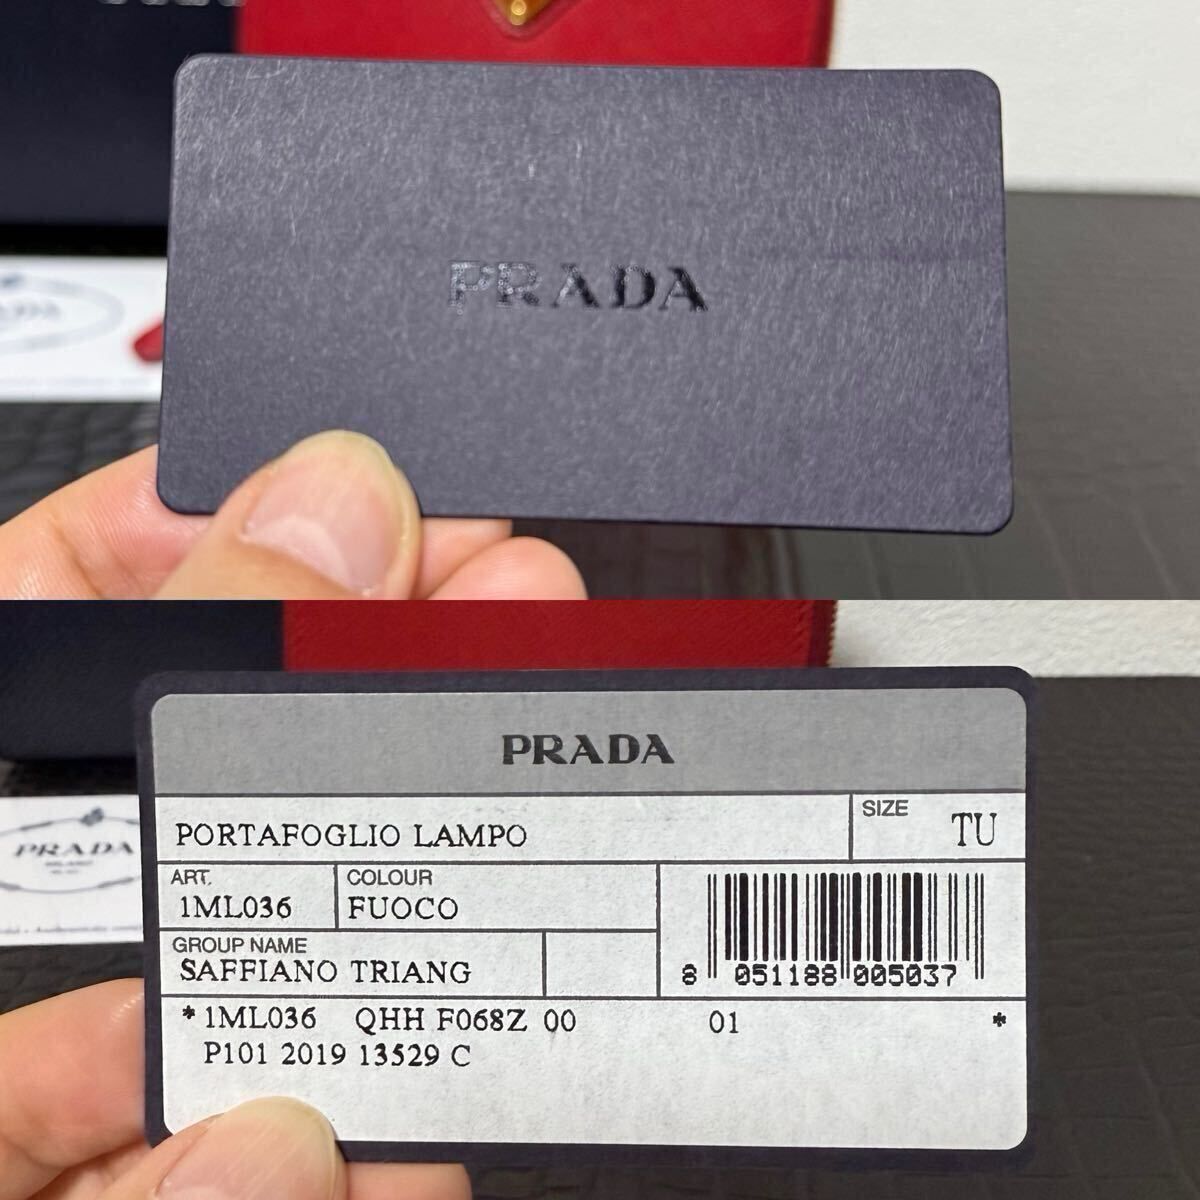 PRADA
PRADA
PORTAFOGLIO LAMPO
SIZE
TU
ART.
1ML036
COLOUR
FUOCO
GROUP NAME
SAFFIANO TRIANG
8 051188 005037
* 1ML036 QHH F068Z 00 01 *
P101 2019 13529 C
PRADA
MILANO